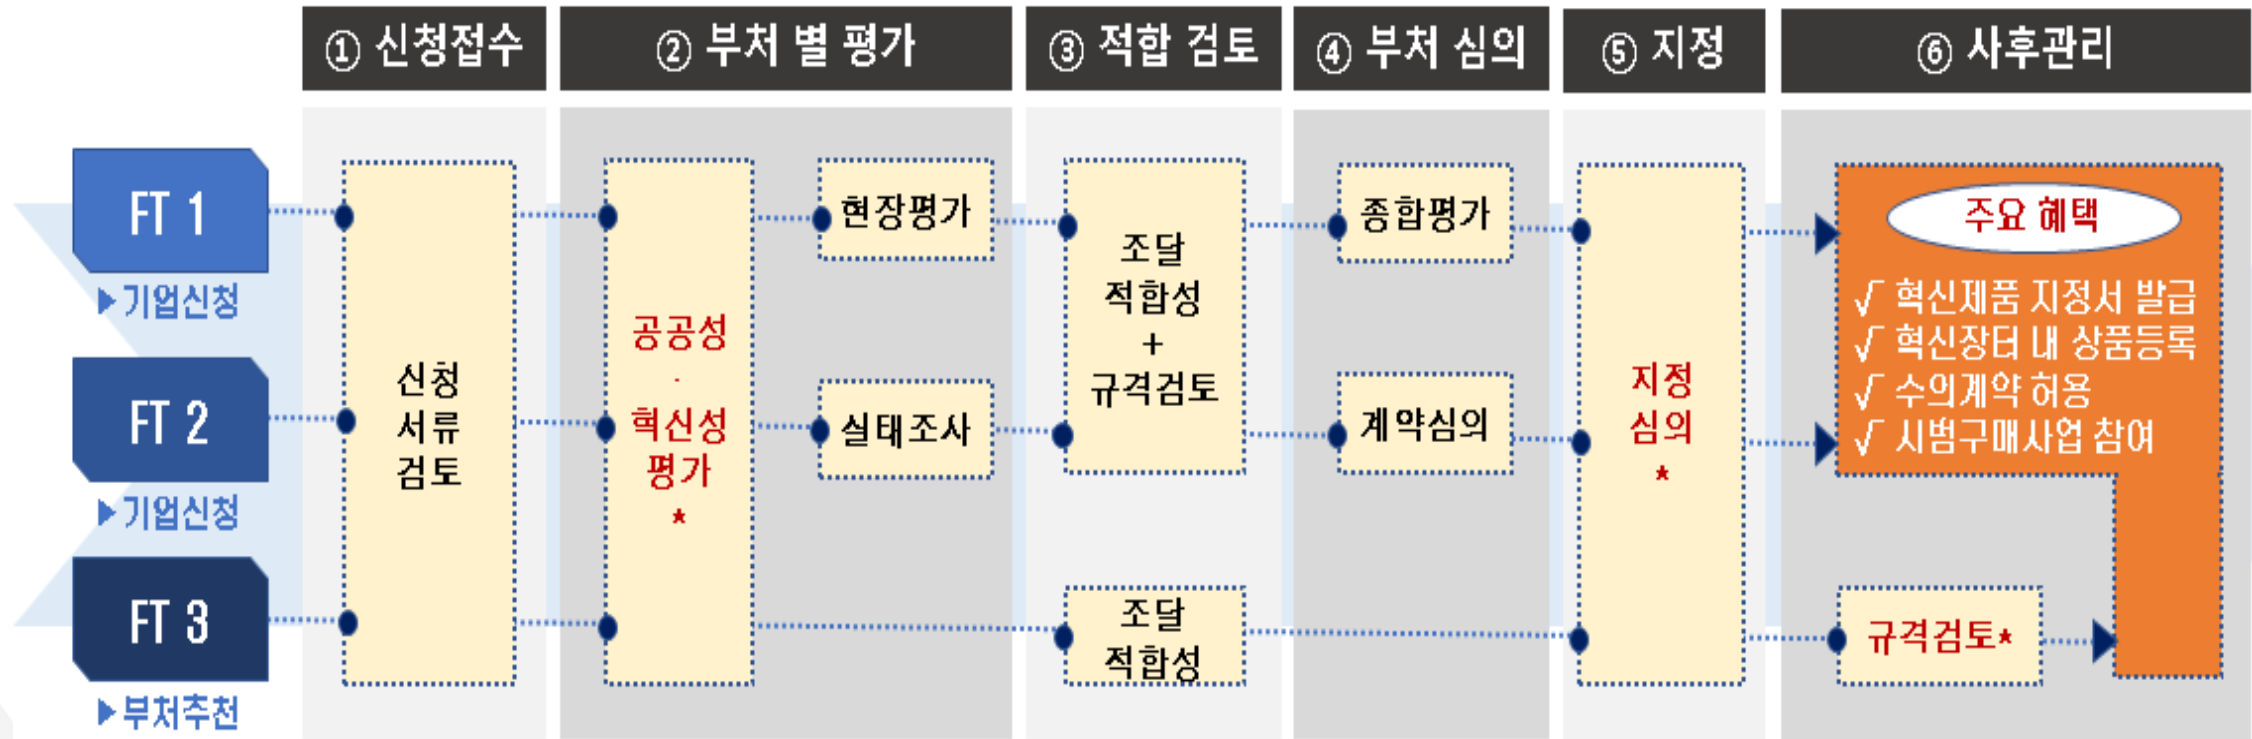 ① 신청접수
② 부처 별 평가
③ 적합 검토
④ 부처 심의
⑤ 지정
⑥ 사후관리
FT 1
▶기업신청
FT 2
▶기업신청
FT 3
▶부처추천
신청
서류
검토
공공성
·
혁신성
평가
*
현장평가
실태조사
조달
적합성
+
규격검토
조달
적합성
종합평가
계약심의
지정
심의
*
주요 혜택
√ 혁신제품 지정서 발급
√ 혁신장터 내 상품등록
√ 수의계약 허용
√ 시범구매사업 참여
규격검토*